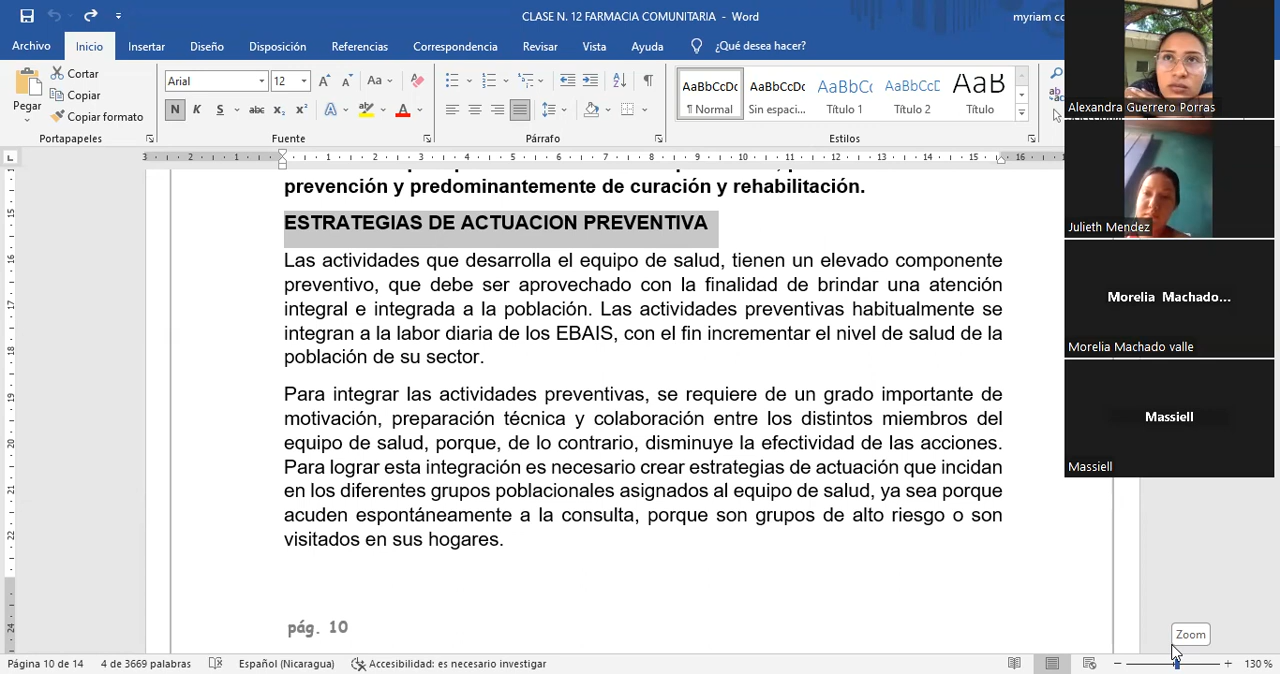 CLASE N. 12 FARMACIA COMUNITARIA - Word
myriam co
Archivo Inicio Insertar Diseño Disposición Referencias Correspondencia Revisar Vista Ayuda ¿Qué desea hacer?
Pegar
Cortar
Copiar
Copiar formato
Portapapeles
Arial 12
Fuente
Párrafo
AaBbCcDc
¶ Normal
AaBbCcDc
Sin espaci...
AaBbCc
Título 1
AaBbCcD
Título 2
AaB
Título
Estilos
prevención y predominantemente de curación y rehabilitación.
ESTRATEGIAS DE ACTUACION PREVENTIVA
Las actividades que desarrolla el equipo de salud, tienen un elevado componente
preventivo, que debe ser aprovechado con la finalidad de brindar una atención
integral e integrada a la población. Las actividades preventivas habitualmente se
integran a la labor diaria de los EBAIS, con el fin incrementar el nivel de salud de la
población de su sector.
Para integrar las actividades preventivas, se requiere de un grado importante de
motivación, preparación técnica y colaboración entre los distintos miembros del
equipo de salud, porque, de lo contrario, disminuye la efectividad de las acciones.
Para lograr esta integración es necesario crear estrategias de actuación que incidan
en los diferentes grupos poblacionales asignados al equipo de salud, ya sea porque
acuden espontáneamente a la consulta, porque son grupos de alto riesgo o son
visitados en sus hogares.
pág. 10
Alexandra Guerrero Porras
Julieth Mendez
Morelia Machado...
Morelia Machado valle
Massiell
Massiell
Zoom
Página 10 de 14 4 de 3669 palabras Español (Nicaragua) Accesibilidad: es necesario investigar 130 %